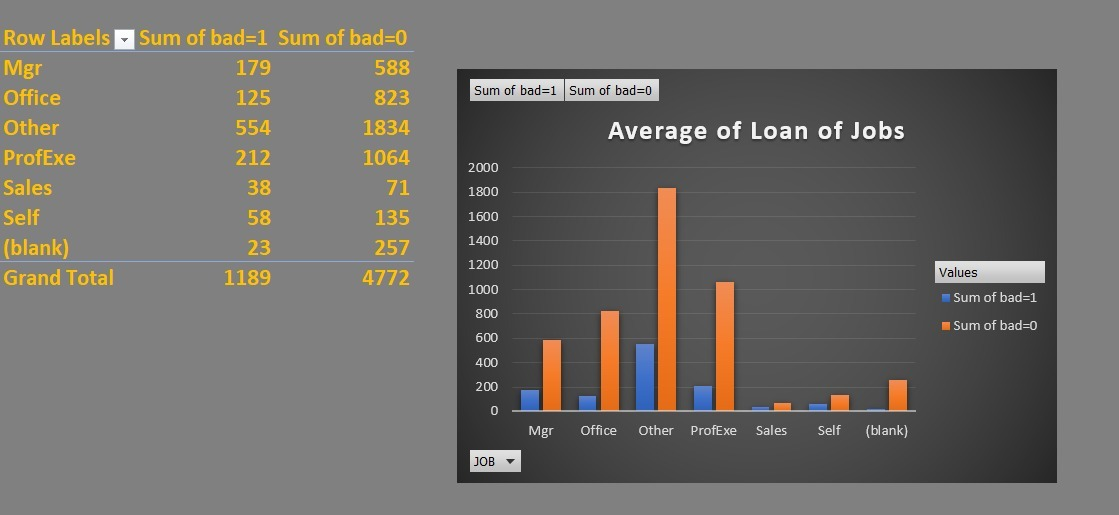 Row Labels Sum of bad=1 Sum of bad=0
Mgr 179 588
Office 125 823
Other 554 1834
ProfExe 212 1064
Sales 38 71
Self 58 135
(blank) 23 257
Grand Total 1189 4772
Sum of bad=1 Sum of bad=0
Average of Loan of Jobs
2000
1800
1600
1400
1200
1000
800
600
400
200
0
Mgr Office Other ProfExe Sales Self (blank)
Values
Sum of bad=1
Sum of bad=0
JOB